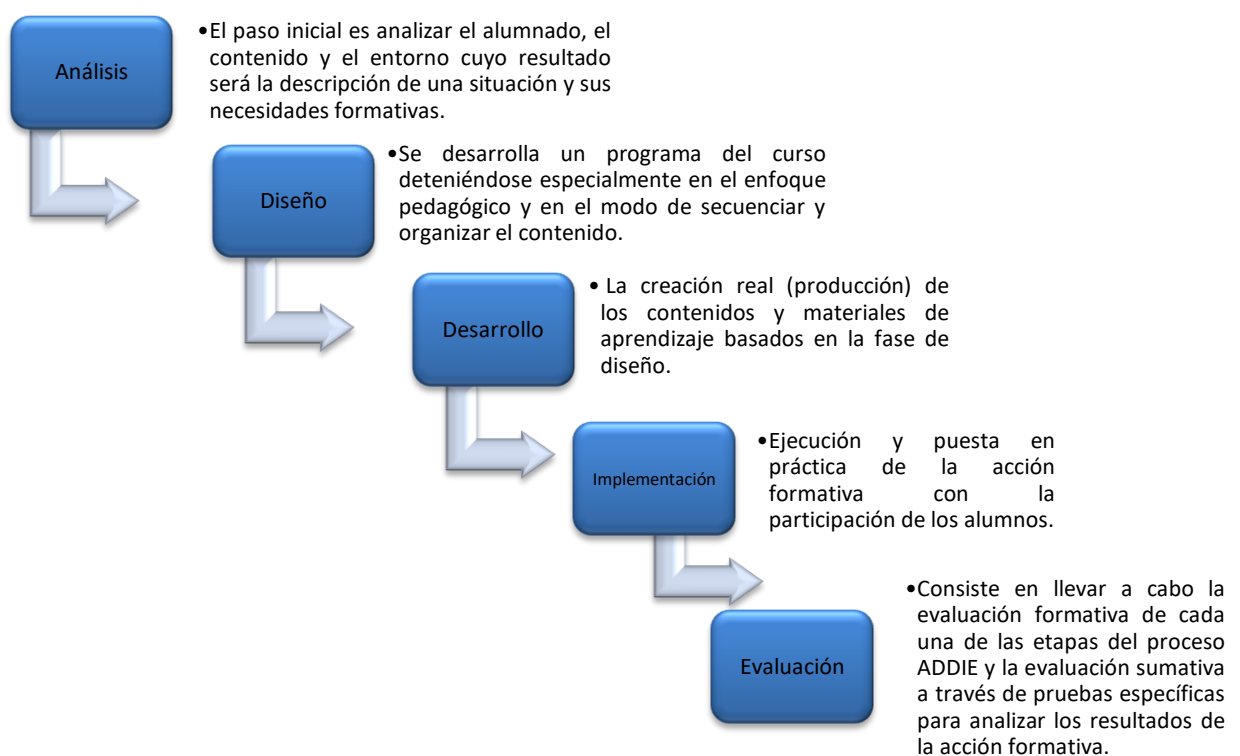 Análisis
•El paso inicial es analizar el alumnado, el
contenido y el entorno cuyo resultado
será la descripción de una situación y sus
necesidades formativas.
Diseño
•Se desarrolla un programa del curso
deteniéndose especialmente en el enfoque
pedagógico y en el modo de secuenciar y
organizar el contenido.
Desarrollo
• La creación real (producción) de
los contenidos y materiales de
aprendizaje basados en la fase de
diseño.
Implementación
•Ejecución y puesta en
práctica de la acción
formativa con la
participación de los alumnos.
Evaluación
•Consiste en llevar a cabo la
evaluación formativa de cada
una de las etapas del proceso
ADDIE y la evaluación sumativa
a través de pruebas específicas
para analizar los resultados de
la acción formativa.